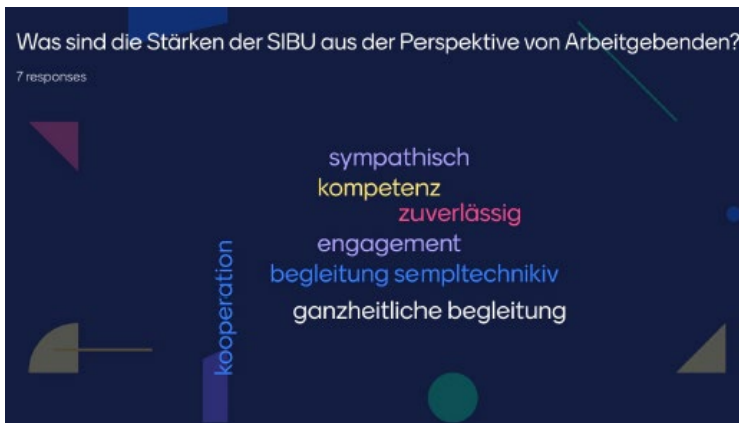 Was sind die Stärken der SIBU aus der Perspektive von Arbeitgebenden?
7 responses
sympathisch
kompetenz
zuverlässig
engagement
begleitung sempltechnikiv
ganzheitliche begleitung
kooperation